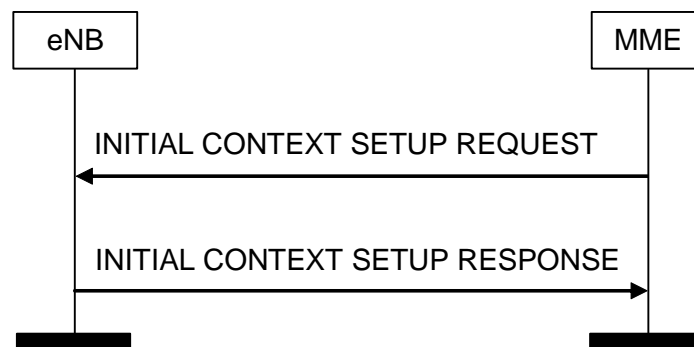 eNB
MME
INITIAL CONTEXT SETUP REQUEST
INITIAL CONTEXT SETUP RESPONSE